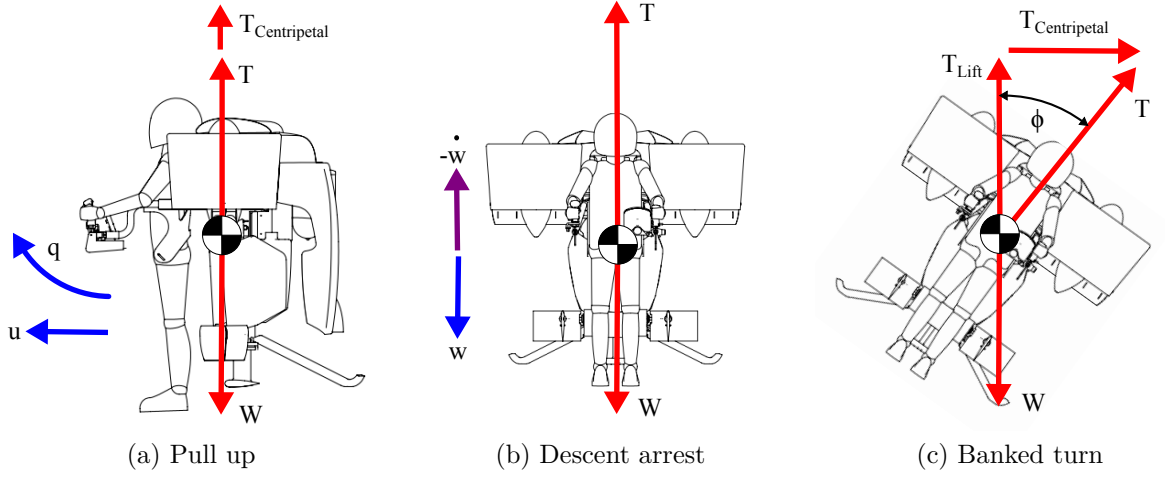 T_Centripetal
T
q
u
W
(a) Pull up
T
-ẇ
w
W
(b) Descent arrest
T_Centripetal
T_Lift
T
ϕ
W
(c) Banked turn